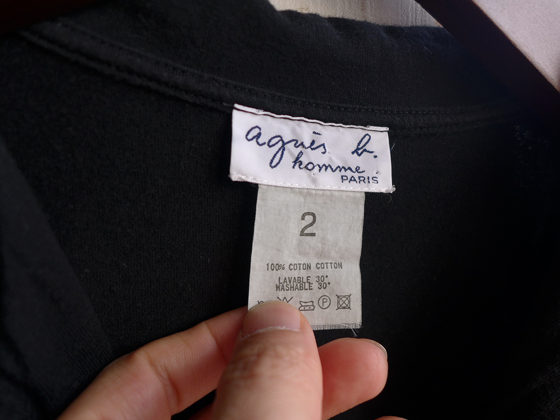 agnès b.
homme.
PARIS
2
100% COTON COTTON
LAVABLE 30°
WASHABLE 30°
P